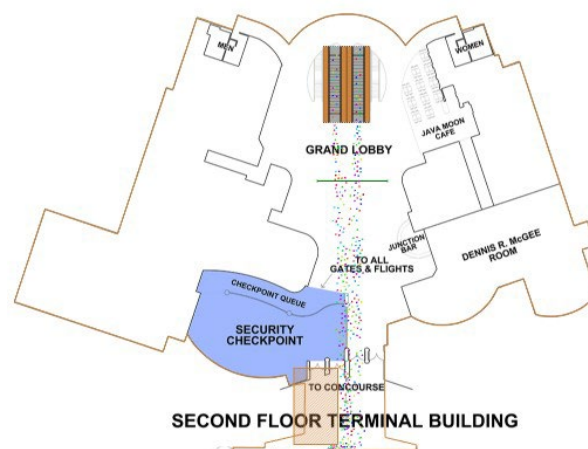 MEN
WOMEN
JAVA MOON
CAFE
GRAND LOBBY
JUNCTION
BAR
DENNIS R. McGEE
ROOM
TO ALL
GATES & FLIGHTS
CHECKPOINT QUEUE
SECURITY
CHECKPOINT
TO CONCOURSE
SECOND FLOOR TERMINAL BUILDING